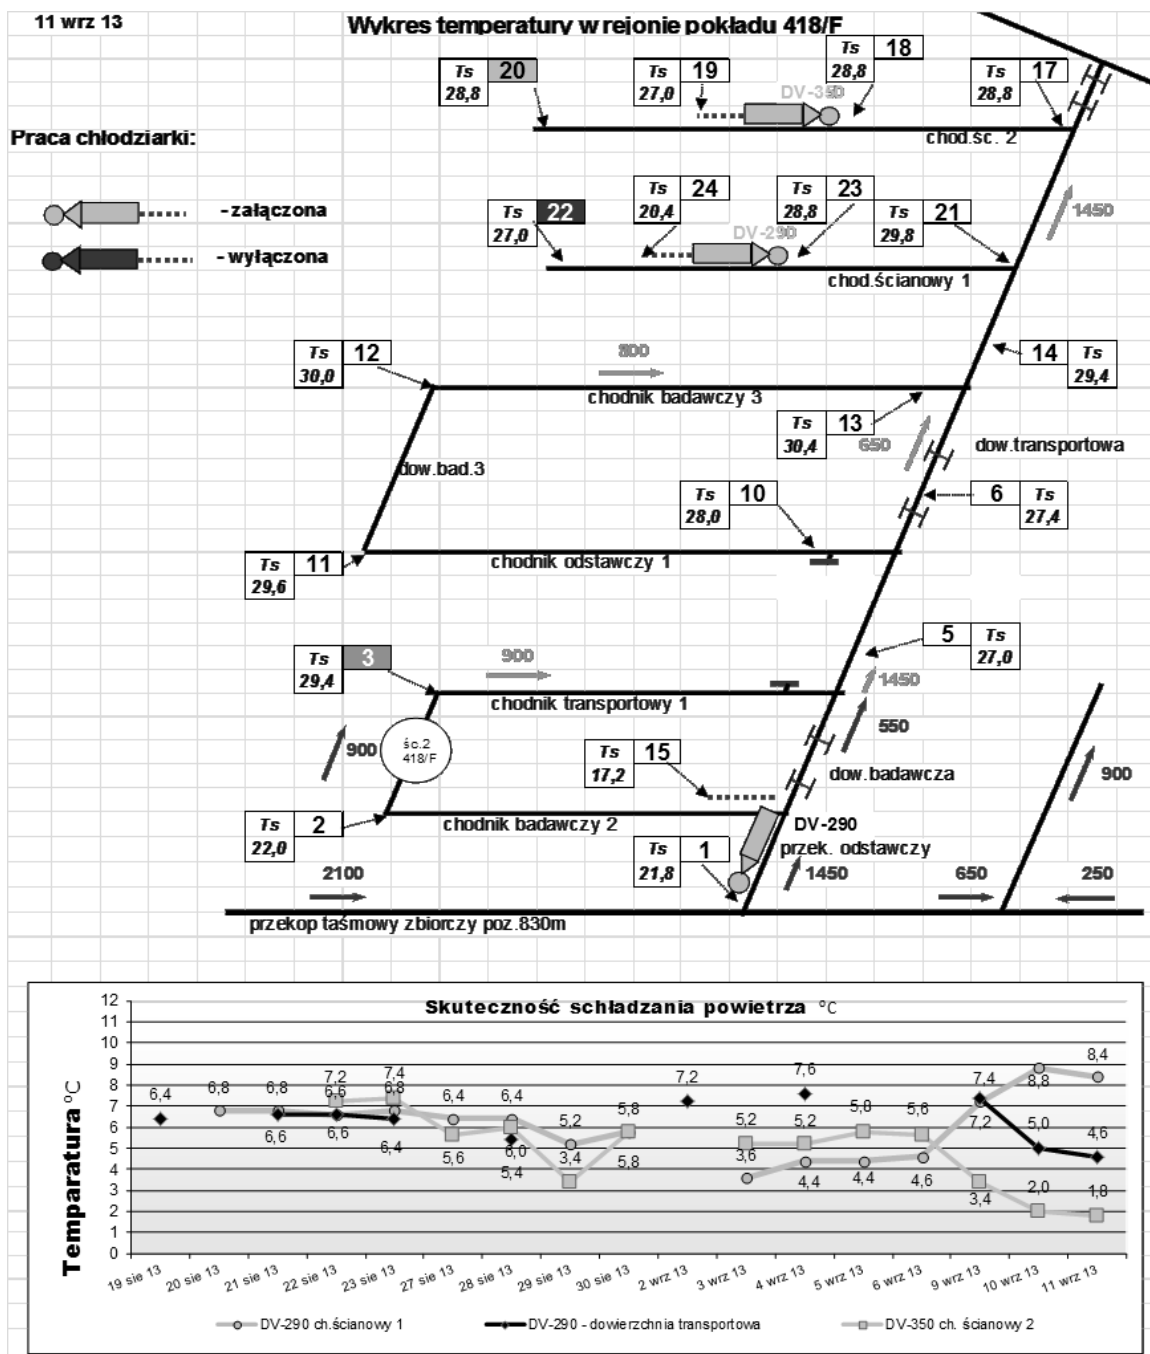 11 wrz 13
Wykres temperatury w rejonie pokładu 418/F
Ts 20
28,8
Ts 19
27,0
Ts 18
28,8
Ts 17
28,8
DV-350
chod.śc. 2
Praca chłodziarki:
- załączona
- wyłączona
Ts 22
27,0
Ts 24
20,4
Ts 23
28,8
Ts 21
29,8
1450
DV-290
chod.ścianowy 1
Ts 12
30,0
800
14 Ts
29,4
chodnik badawczy 3
Ts 13
30,4
650
dow.transportowa
dow.bad.3
Ts 10
28,0
6 Ts
27,4
Ts 11
29,6
chodnik odstawczy 1
5 Ts
27,0
Ts 3
29,4
900
1450
chodnik transportowy 1
550
900
śc.2
418/F
Ts 15
17,2
dow.badawcza
900
Ts 2
22,0
chodnik badawczy 2
DV-290
przek. odstawczy
Ts 1
21,8
2100
1450
650
250
przekop taśmowy zbiorczy poz.830m
Skuteczność schładzania powietrza °C
Temparatura °C
12
11
10
9
8
7
6
5
4
3
2
1
0
6,4 6,8 6,8 7,2 7,4 6,4 6,4 5,2 5,8 7,2 5,2 7,6 5,8 5,6 7,4 8,8 8,4
6,6 6,6 6,8 3,6 5,2 7,2 5,0 4,6
6,6 6,4 5,6 6,0 5,4 3,4 5,8 4,4 4,4 4,6 3,4 2,0 1,8
19 sie 13 20 sie 13 21 sie 13 22 sie 13 23 sie 13 27 sie 13 28 sie 13 29 sie 13 30 sie 13 2 wrz 13 3 wrz 13 4 wrz 13 5 wrz 13 6 wrz 13 9 wrz 13 10 wrz 13 11 wrz 13
DV-290 ch.ścianowy 1 DV-290 - dowierzchnia transportowa DV-350 ch. ścianowy 2